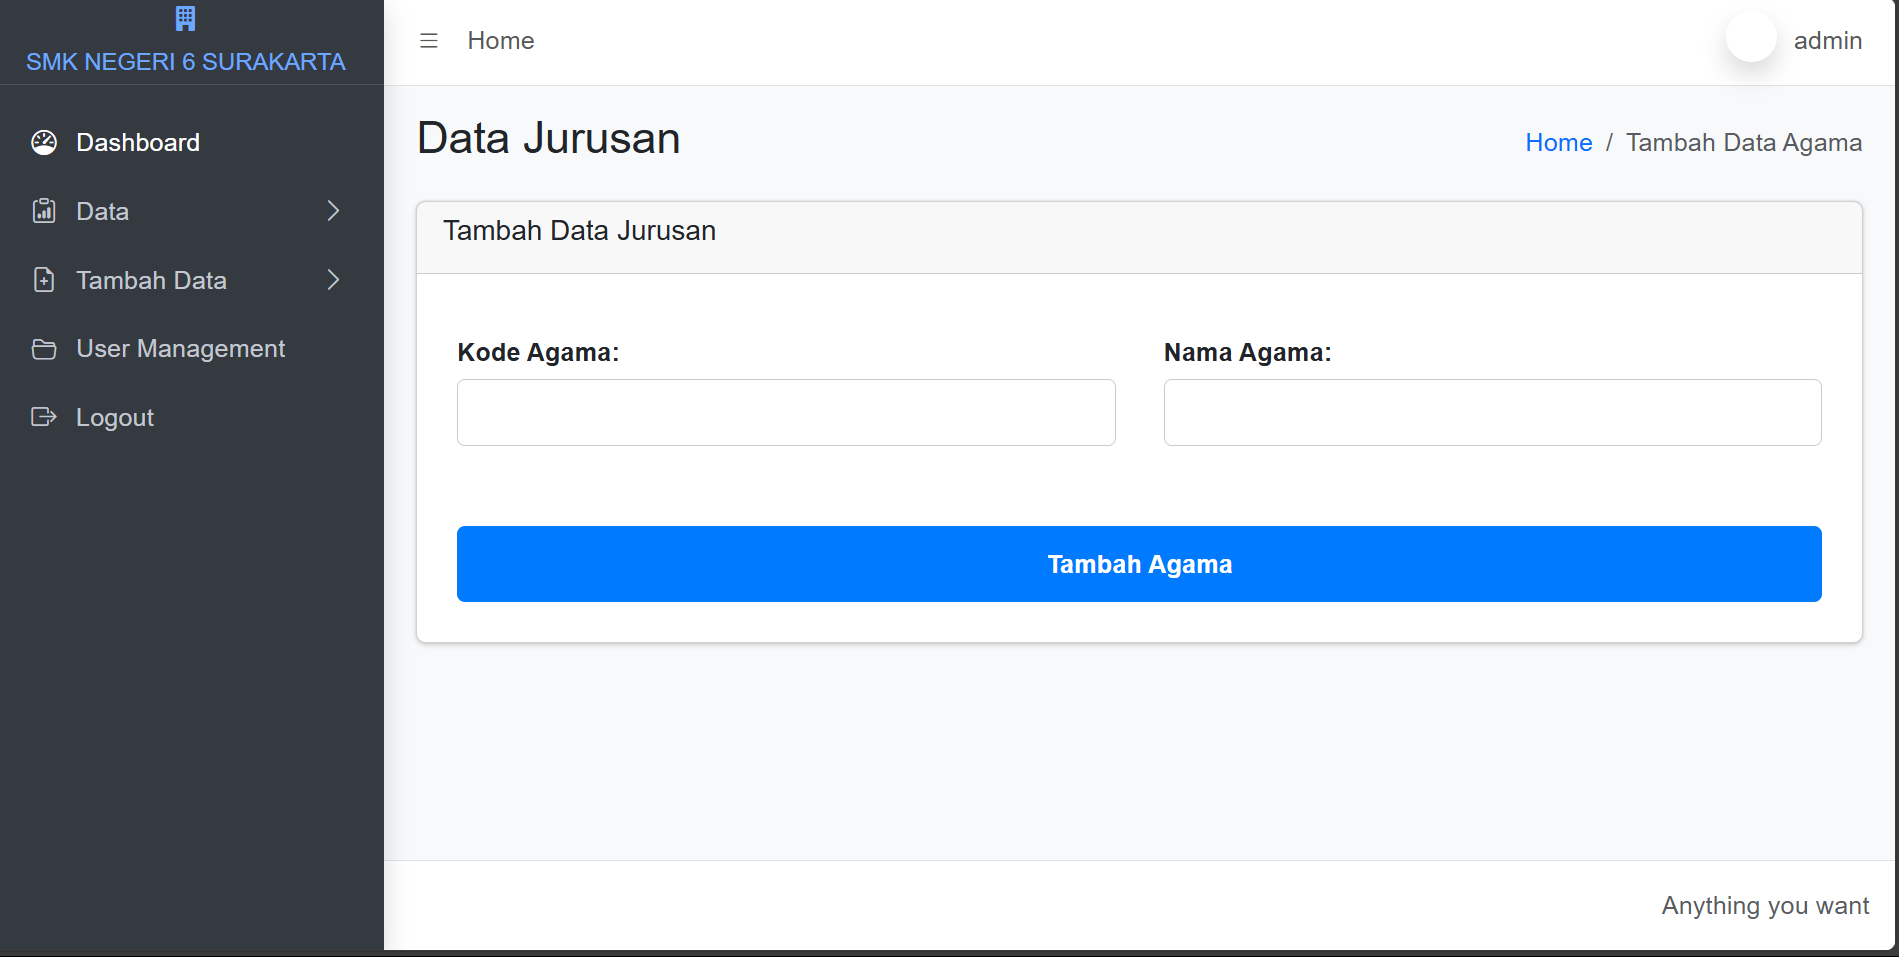 SMK NEGERI 6 SURAKARTA
Home
admin
Dashboard
Data
Tambah Data
User Management
Logout
Data Jurusan
Home / Tambah Data Agama
Tambah Data Jurusan
Kode Agama:
Nama Agama:
Tambah Agama
Anything you want